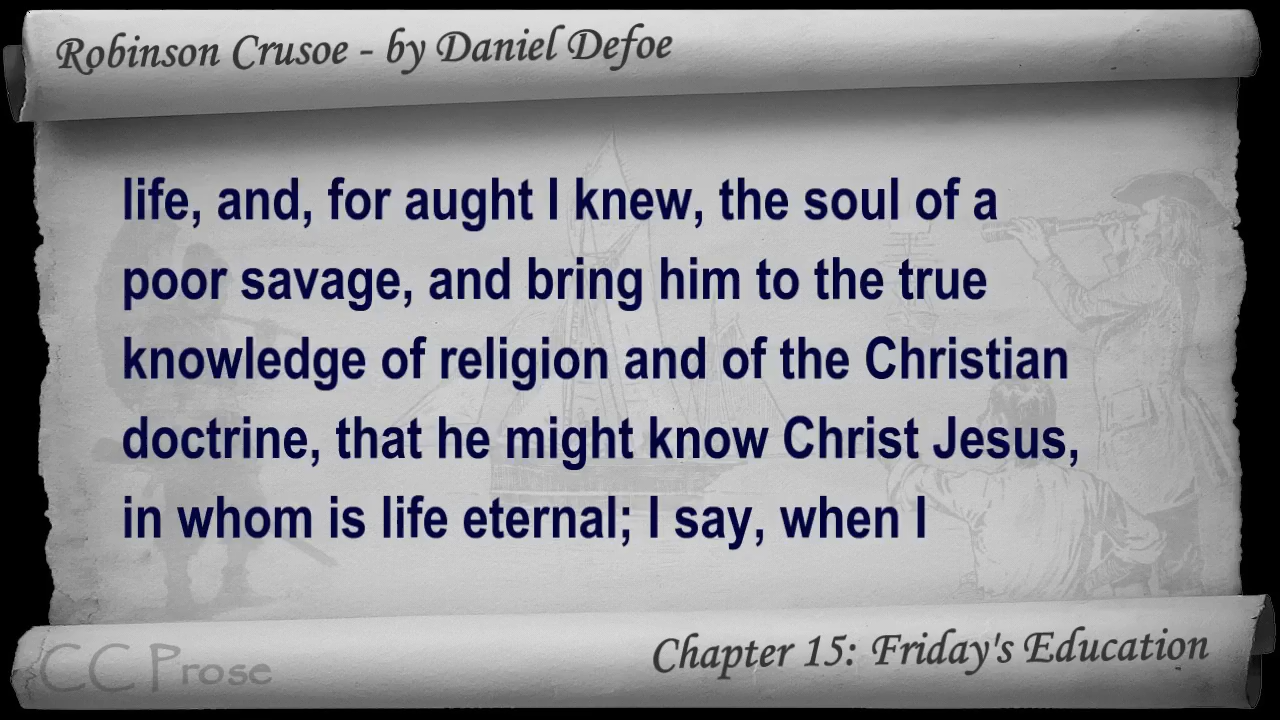 Robinson Crusoe - by Daniel Defoe
life, and, for aught I knew, the soul of a
poor savage, and bring him to the true
knowledge of religion and of the Christian
doctrine, that he might know Christ Jesus,
in whom is life eternal; I say, when I
CC Prose
Chapter 15: Friday's Education